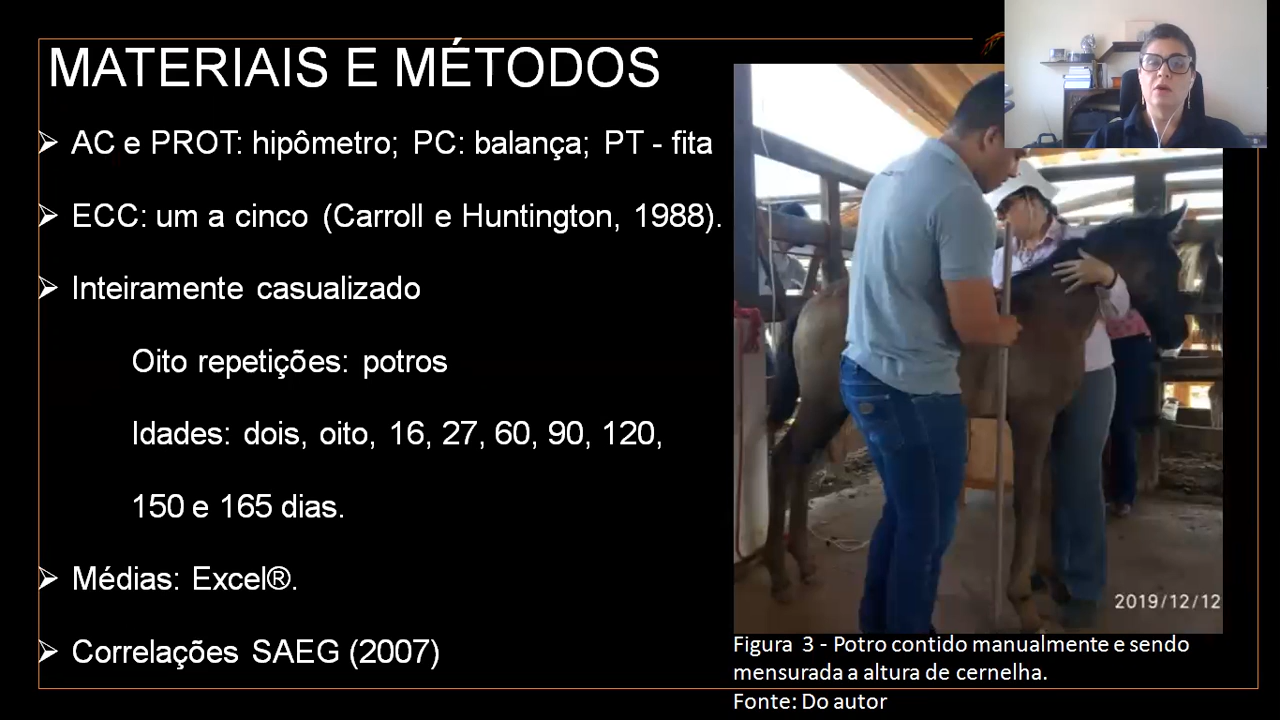 MATERIAIS E MÉTODOS
AC e PROT: hipômetro; PC: balança; PT - fita
ECC: um a cinco (Carroll e Huntington, 1988).
Inteiramente casualizado
Oito repetições: potros
Idades: dois, oito, 16, 27, 60, 90, 120,
150 e 165 dias.
Médias: Excel®.
Correlações SAEG (2007)
2019/12/12
Figura 3 - Potro contido manualmente e sendo
mensurada a altura de cernelha.
Fonte: Do autor